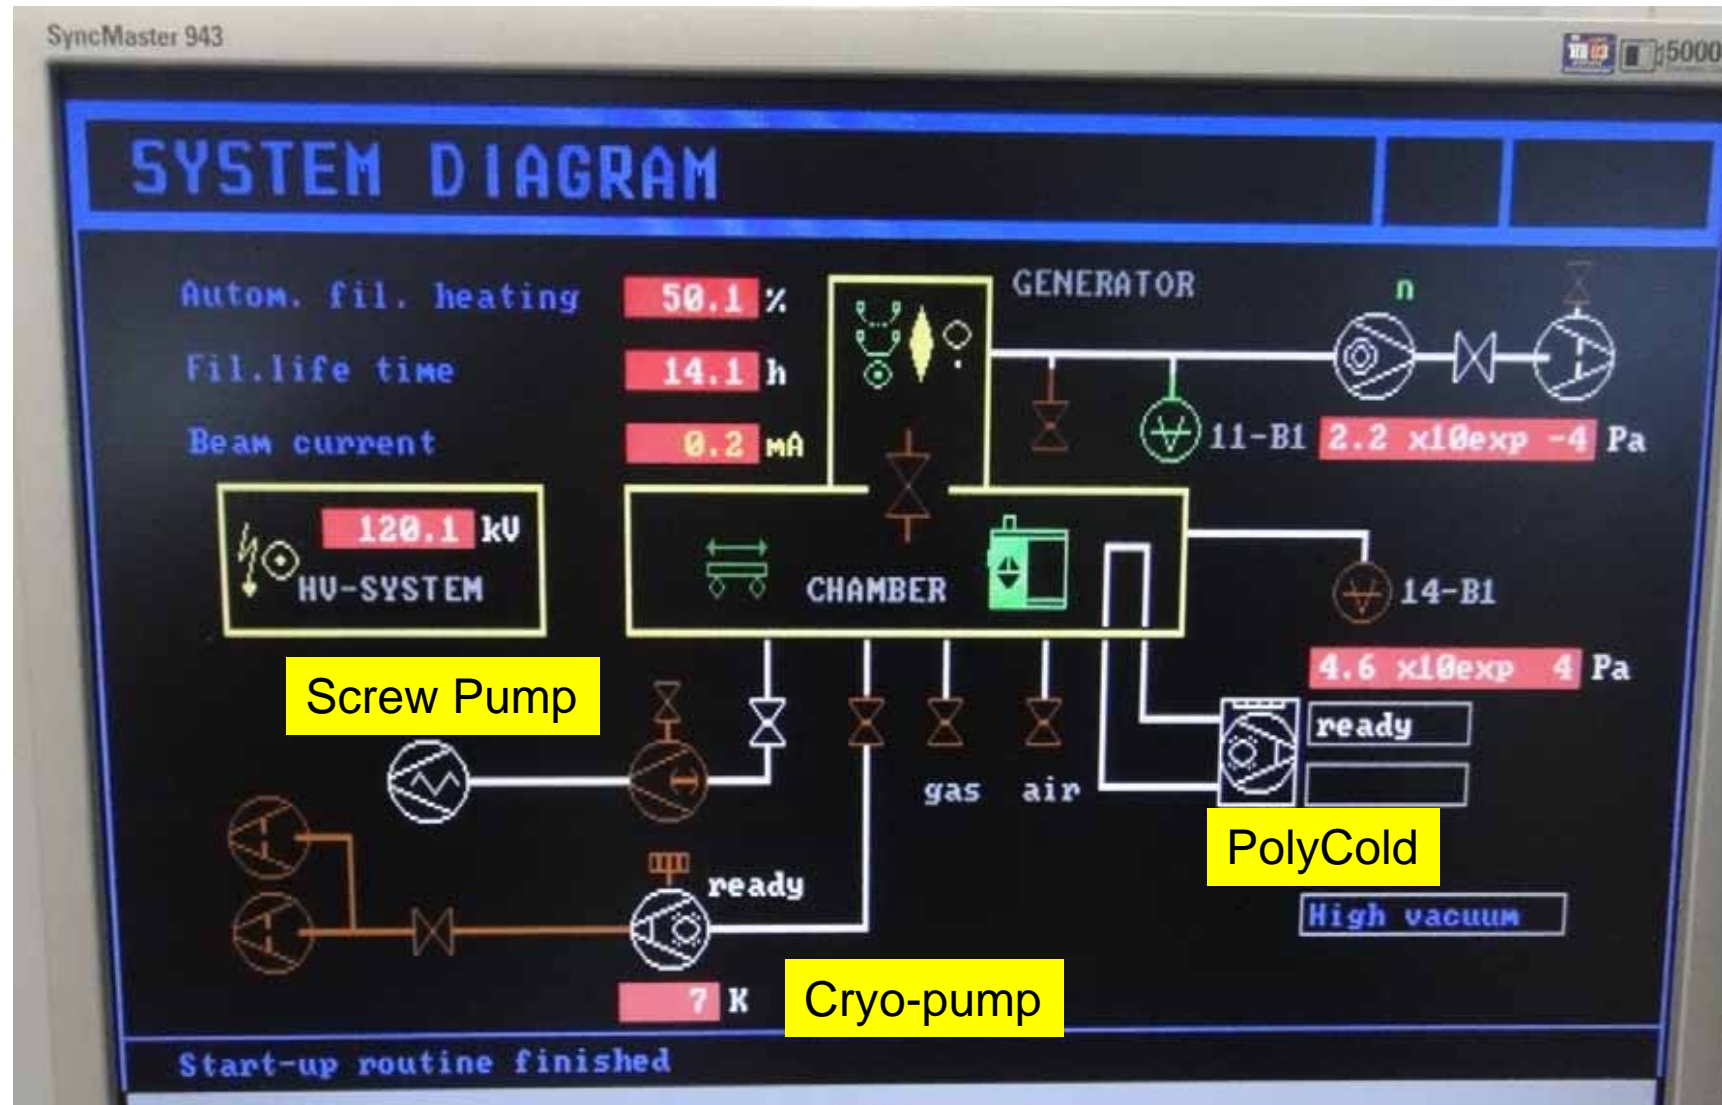 SyncMaster 943
5000
SYSTEM DIAGRAM
Autom. fil. heating 50.1 %
GENERATOR
n
Fil.life time 14.1 h
Beam current 0.2 mA
11-B1 2.2 x10exp -4 Pa
120.1 kV
HV-SYSTEM
CHAMBER
14-B1
4.6 x10exp 4 Pa
Screw Pump
ready
gas air
PolyCold
ready
High vacuum
7 K
Cryo-pump
Start-up routine finished